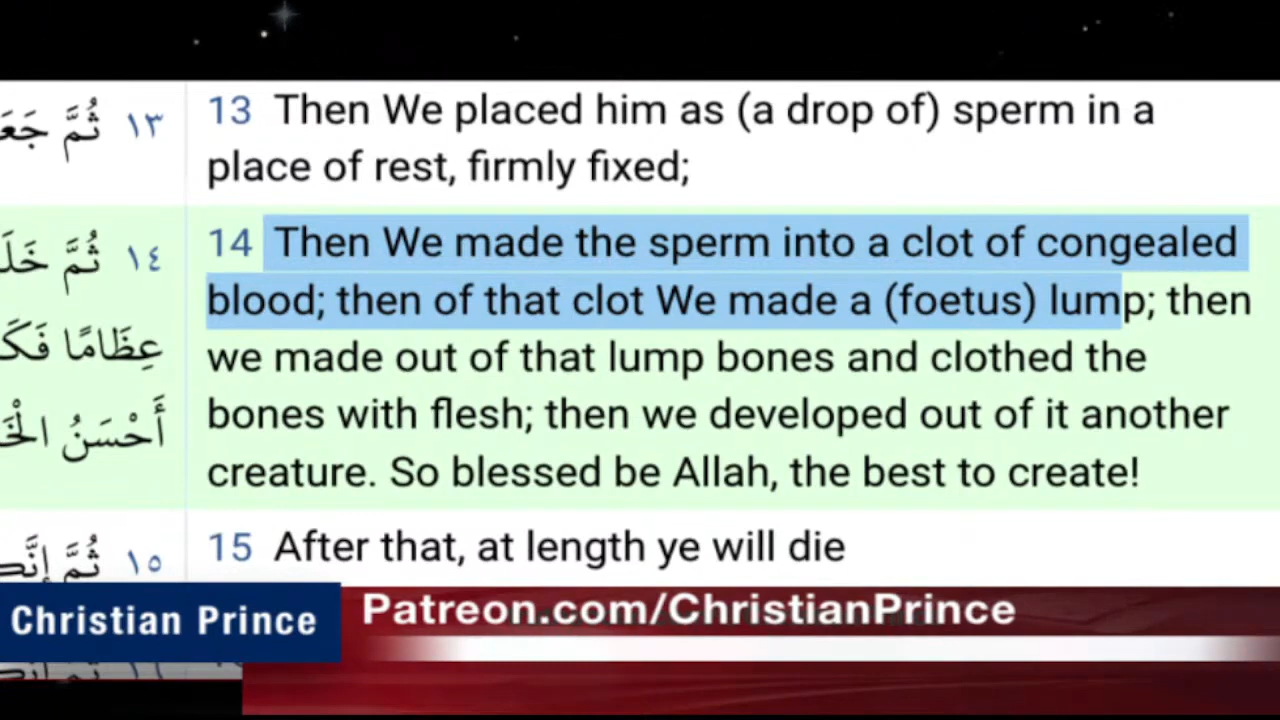 13 Then We placed him as (a drop of) sperm in a
place of rest, firmly fixed;
١٣ ثُمَّ
14 Then We made the sperm into a clot of congealed
blood; then of that clot We made a (foetus) lump; then
we made out of that lump bones and clothed the
bones with flesh; then we developed out of it another
creature. So blessed be Allah, the best to create!
١٤ ثُمَّ
عِظَامًا
أَحْسَنُ
15 After that, at length ye will die
١٥ ثُمَّ
Christian Prince
Patreon.com/ChristianPrince